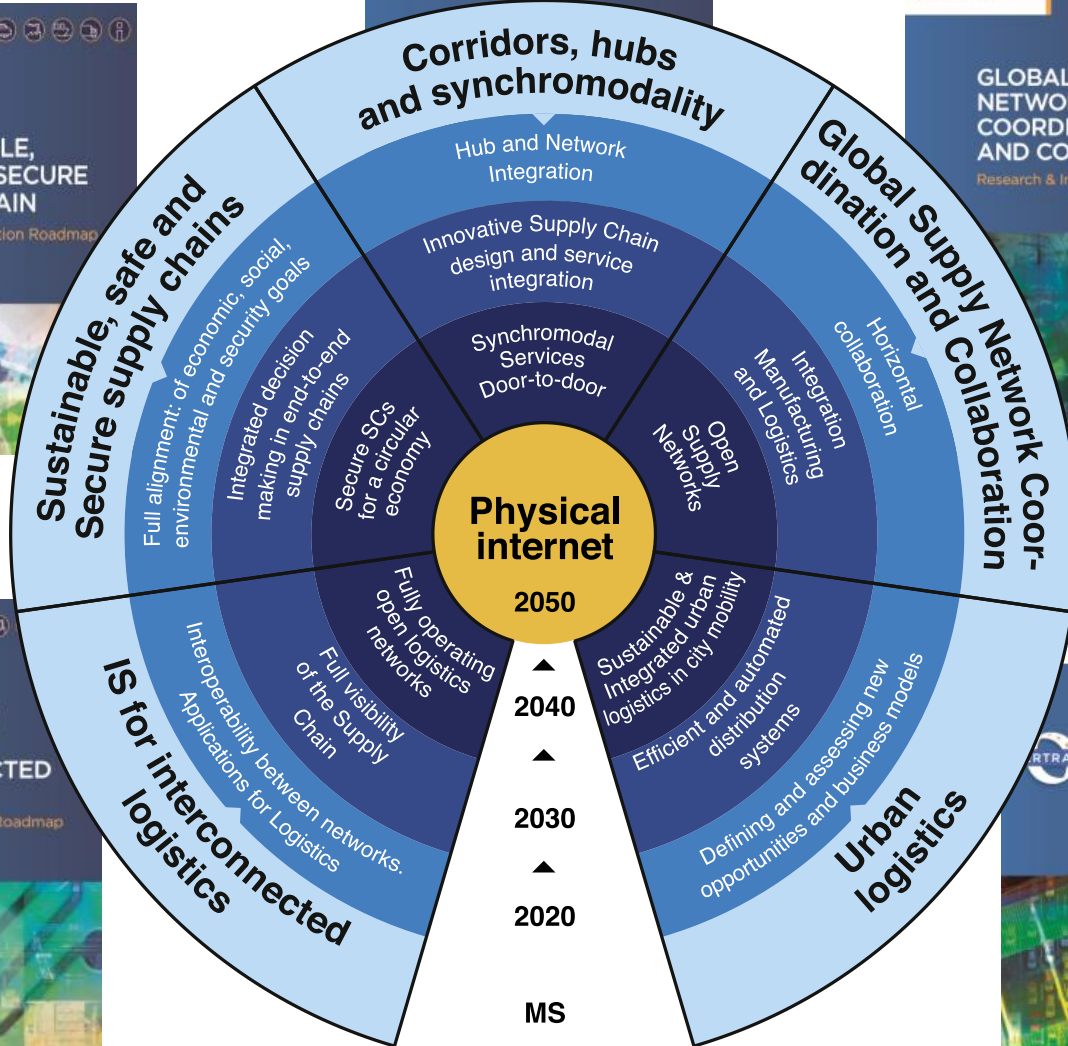 Corridors, hubs
and synchromodality
Hub and Network
Integration
Innovative Supply Chain
design and service
integration
Synchromodal
Services
Door-to-door
Global Supply Network Coor-
dination and Collaboration
Horizontal
collaboration
Integration
Manufacturing
and Logistics
Open
Supply
Networks
Urban
logistics
Defining and assessing new
opportunities and business models
Efficient and automated
distribution
systems
Sustainable &
Integrated urban
logistics in city mobility
IS for interconnected
logistics
Interoperability between networks.
Applications for Logistics
Full visibility
of the Supply
Chain
Fully operating
open logistics
networks
Sustainable, safe and
Secure supply chains
Full alignment: of economic, social,
environmental and security goals
Integrated decision
making in end-to-end
supply chains
Secure SCs
for a circular
economy
Physical
internet
2050
2040
2030
2020
MS
LE,
SECURE
AIN
tion Roadmap
GLOBAL
NETWO
COORDI
AND CO
Research & In
CTED
Roadmap
RTRA